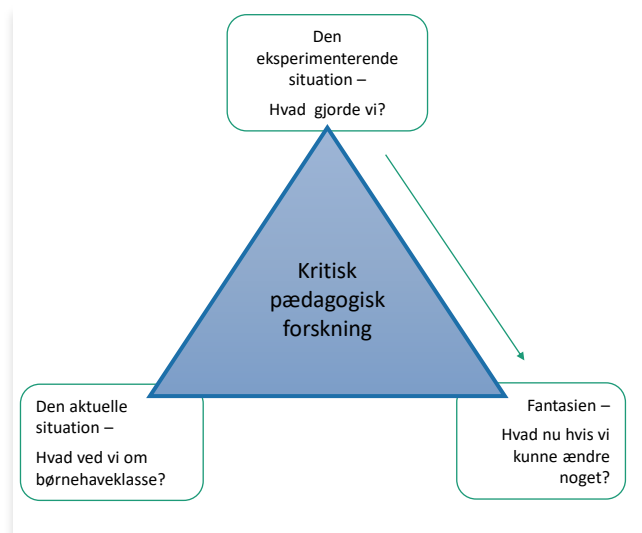 Den
eksperimenterende
situation –
Hvad gjorde vi?
Kritisk
pædagogisk
forskning
Den aktuelle
situation –
Hvad ved vi om
børnehaveklasse?
Fantasien –
Hvad nu hvis vi
kunne ændre
noget?